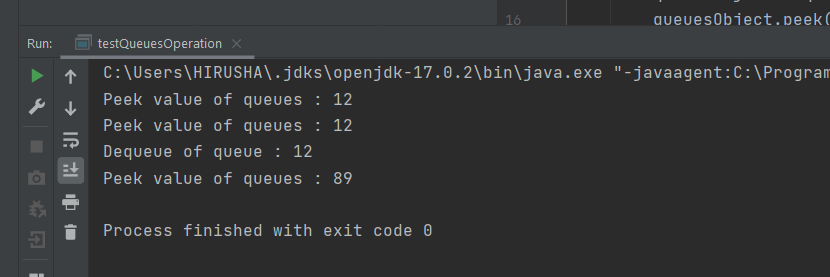 16 queuesObject.peek(
Run: testQueuesOperation
C:\Users\HIRUSHA\.jdks\openjdk-17.0.2\bin\java.exe "-javaagent:C:\Program
Peek value of queues : 12
Peek value of queues : 12
Dequeue of queue : 12
Peek value of queues : 89
Process finished with exit code 0